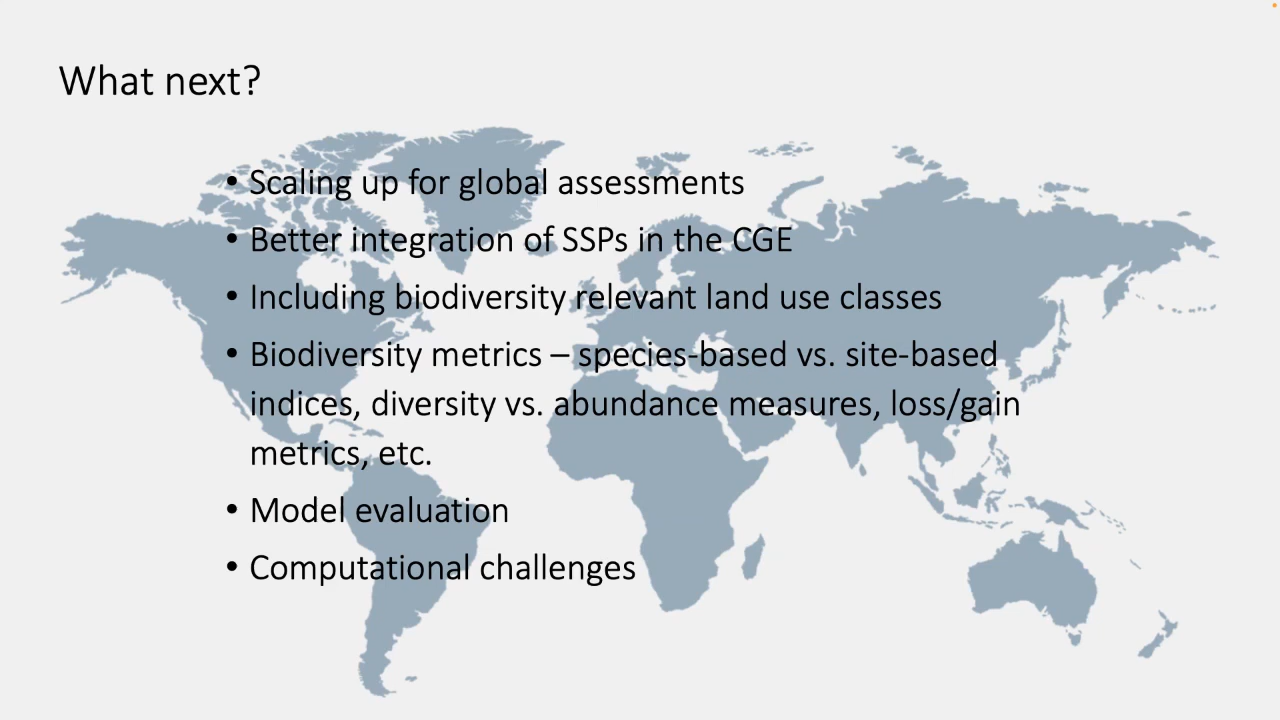 What next?
• Scaling up for global assessments
• Better integration of SSPs in the CGE
• Including biodiversity relevant land use classes
• Biodiversity metrics – species-based vs. site-based
indices, diversity vs. abundance measures, loss/gain
metrics, etc.
• Model evaluation
• Computational challenges